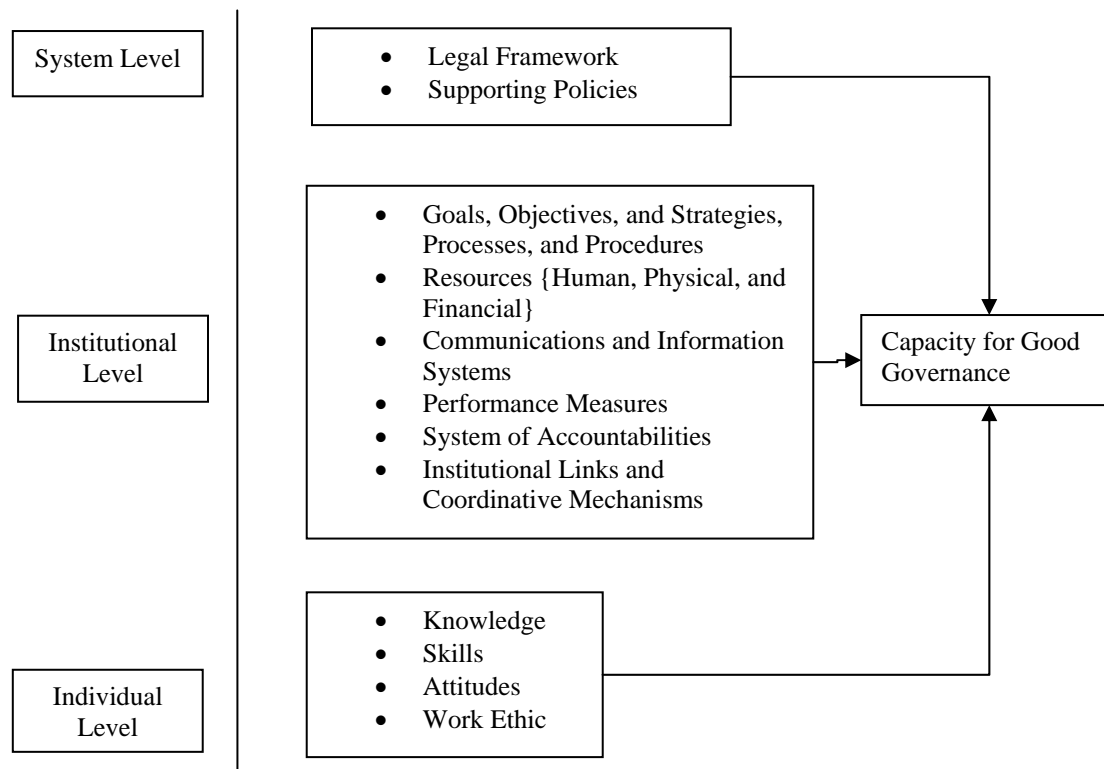 System Level
• Legal Framework
• Supporting Policies
• Goals, Objectives, and Strategies,
Processes, and Procedures
• Resources {Human, Physical, and
Financial}
• Communications and Information
Systems
• Performance Measures
• System of Accountabilities
• Institutional Links and
Coordinative Mechanisms
Institutional
Level
Capacity for Good
Governance
• Knowledge
• Skills
• Attitudes
• Work Ethic
Individual
Level